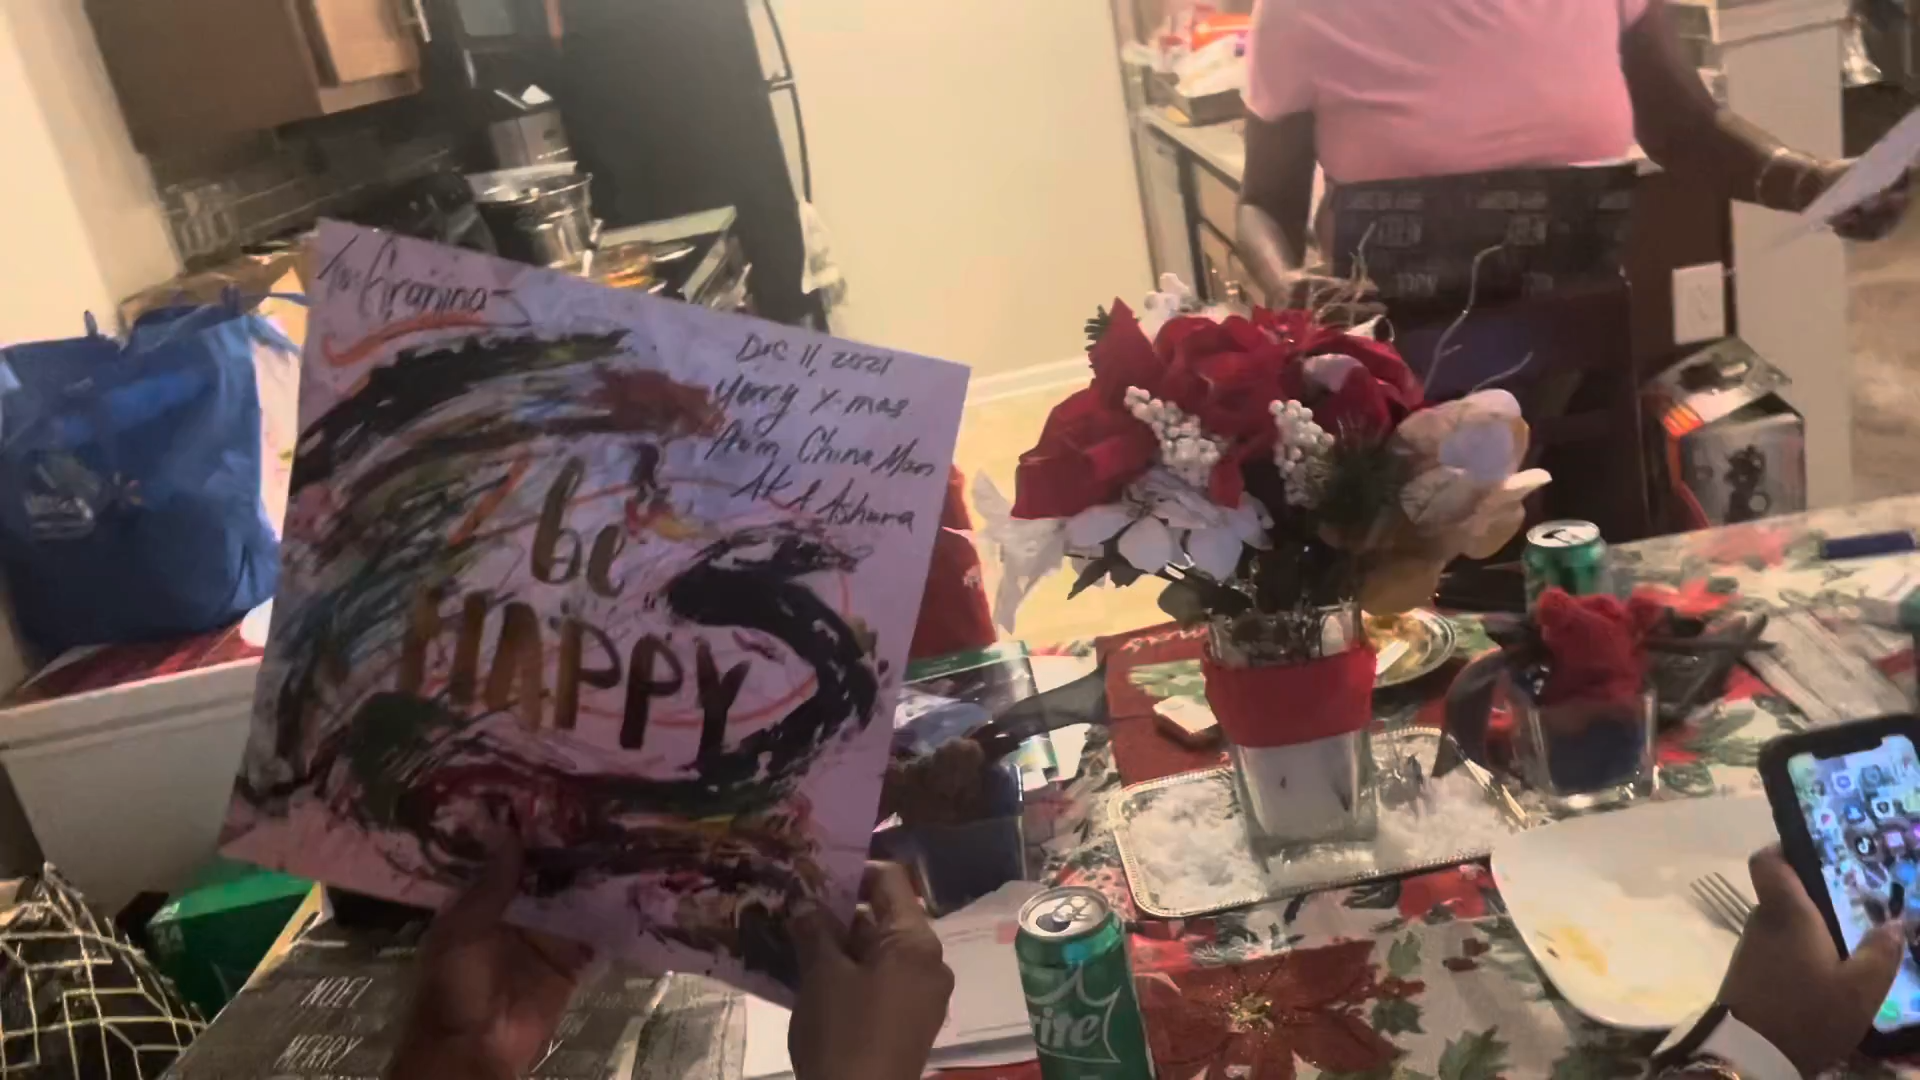 To: Granina
Dec 11, 2021
Merry X-mas
From China Man
AKA Ashura
be
HAPPY
NOEL
MERRY
Sprite